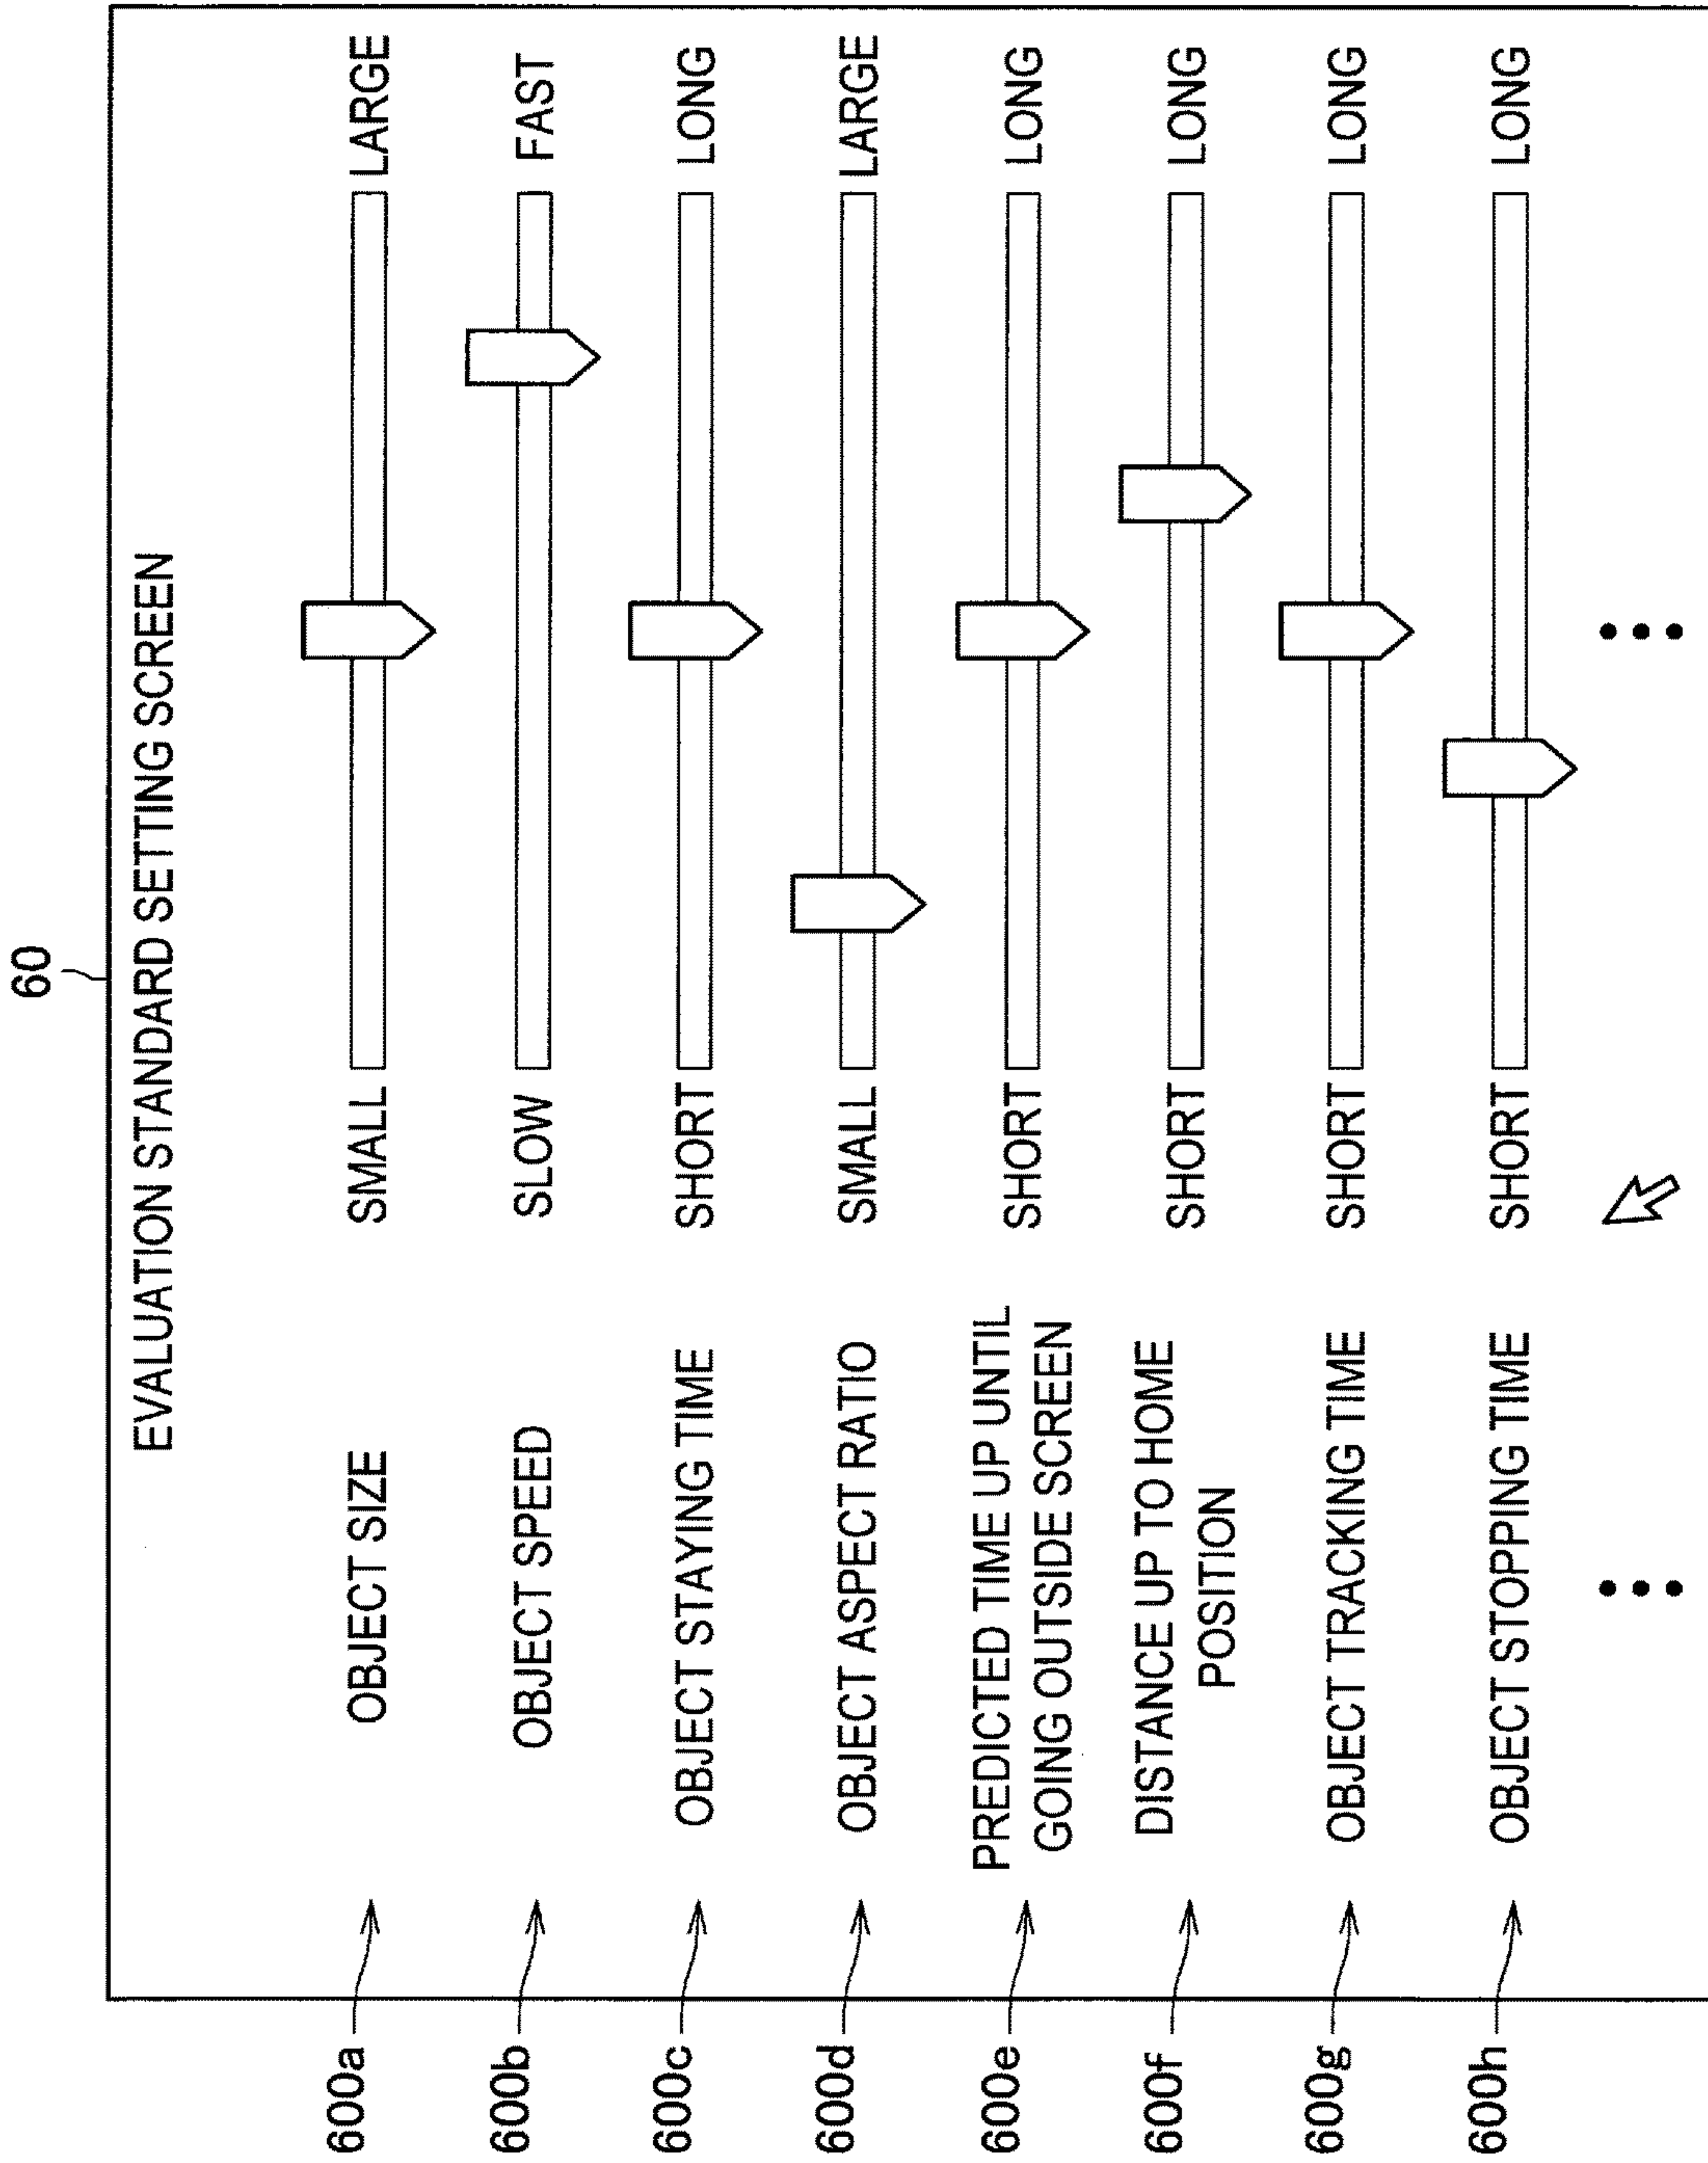 60
EVALUATION STANDARD SETTING SCREEN
600a OBJECT SIZE SMALL LARGE
600b OBJECT SPEED SLOW FAST
600c OBJECT STAYING TIME SHORT LONG
600d OBJECT ASPECT RATIO SMALL LARGE
600e PREDICTED TIME UP UNTIL SHORT LONG
GOING OUTSIDE SCREEN
600f DISTANCE UP TO HOME SHORT LONG
POSITION
600g OBJECT TRACKING TIME SHORT LONG
600h OBJECT STOPPING TIME SHORT LONG